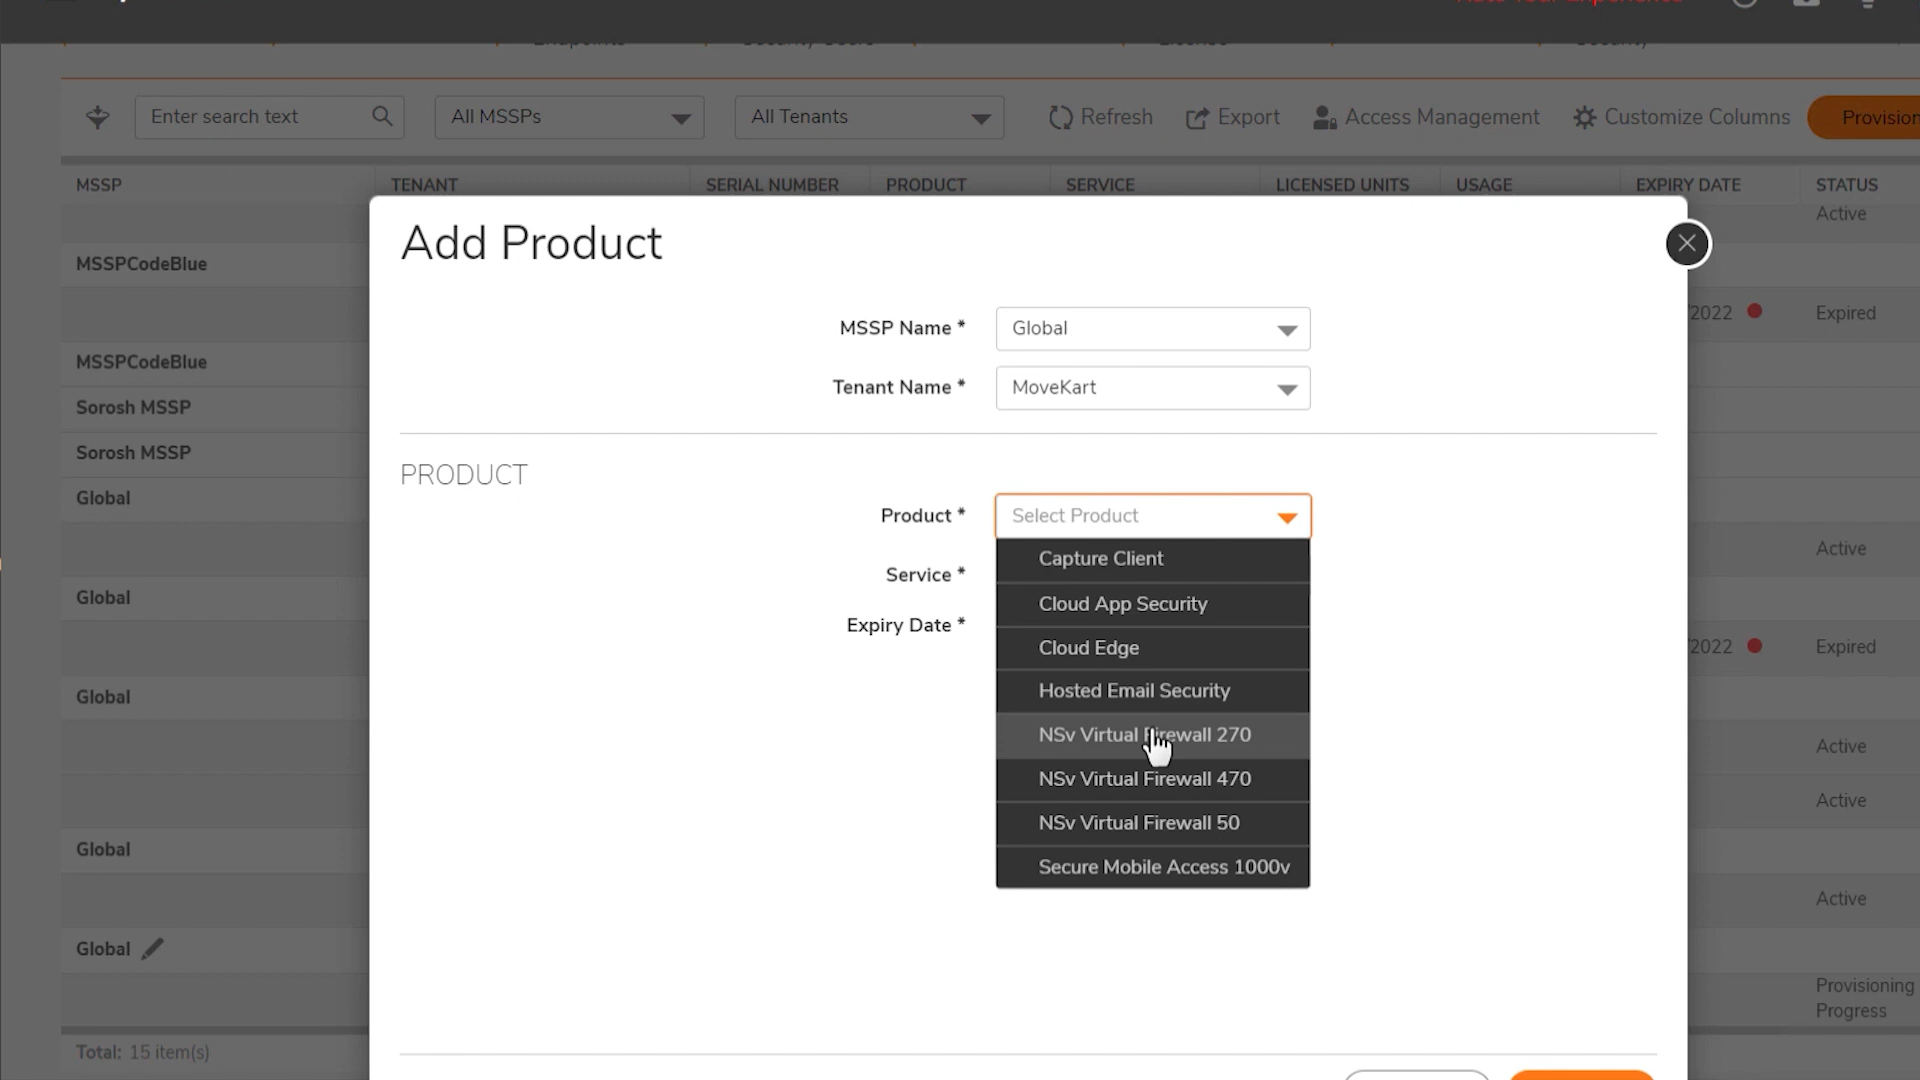 Enter search text All MSSPs All Tenants Refresh Export Access Management Customize Columns
MSSP TENANT SERIAL NUMBER PRODUCT SERVICE LICENSED UNITS USAGE EXPIRY DATE STATUS
Active
Add Product
MSSPCodeBlue
/2022 Expired
MSSP Name * Global
MSSPCodeBlue
Tenant Name * MoveKart
Sorosh MSSP
Sorosh MSSP
PRODUCT
Global
Product * Select Product
Active
Capture Client
Service *
Global
Cloud App Security
Expiry Date *
Cloud Edge
/2022 Expired
Hosted Email Security
Global
NSv Virtual Firewall 270
Active
NSv Virtual Firewall 470
Active
NSv Virtual Firewall 50
Global
Secure Mobile Access 1000v
Active
Global
Provisioning
Progress
Total: 15 item(s)